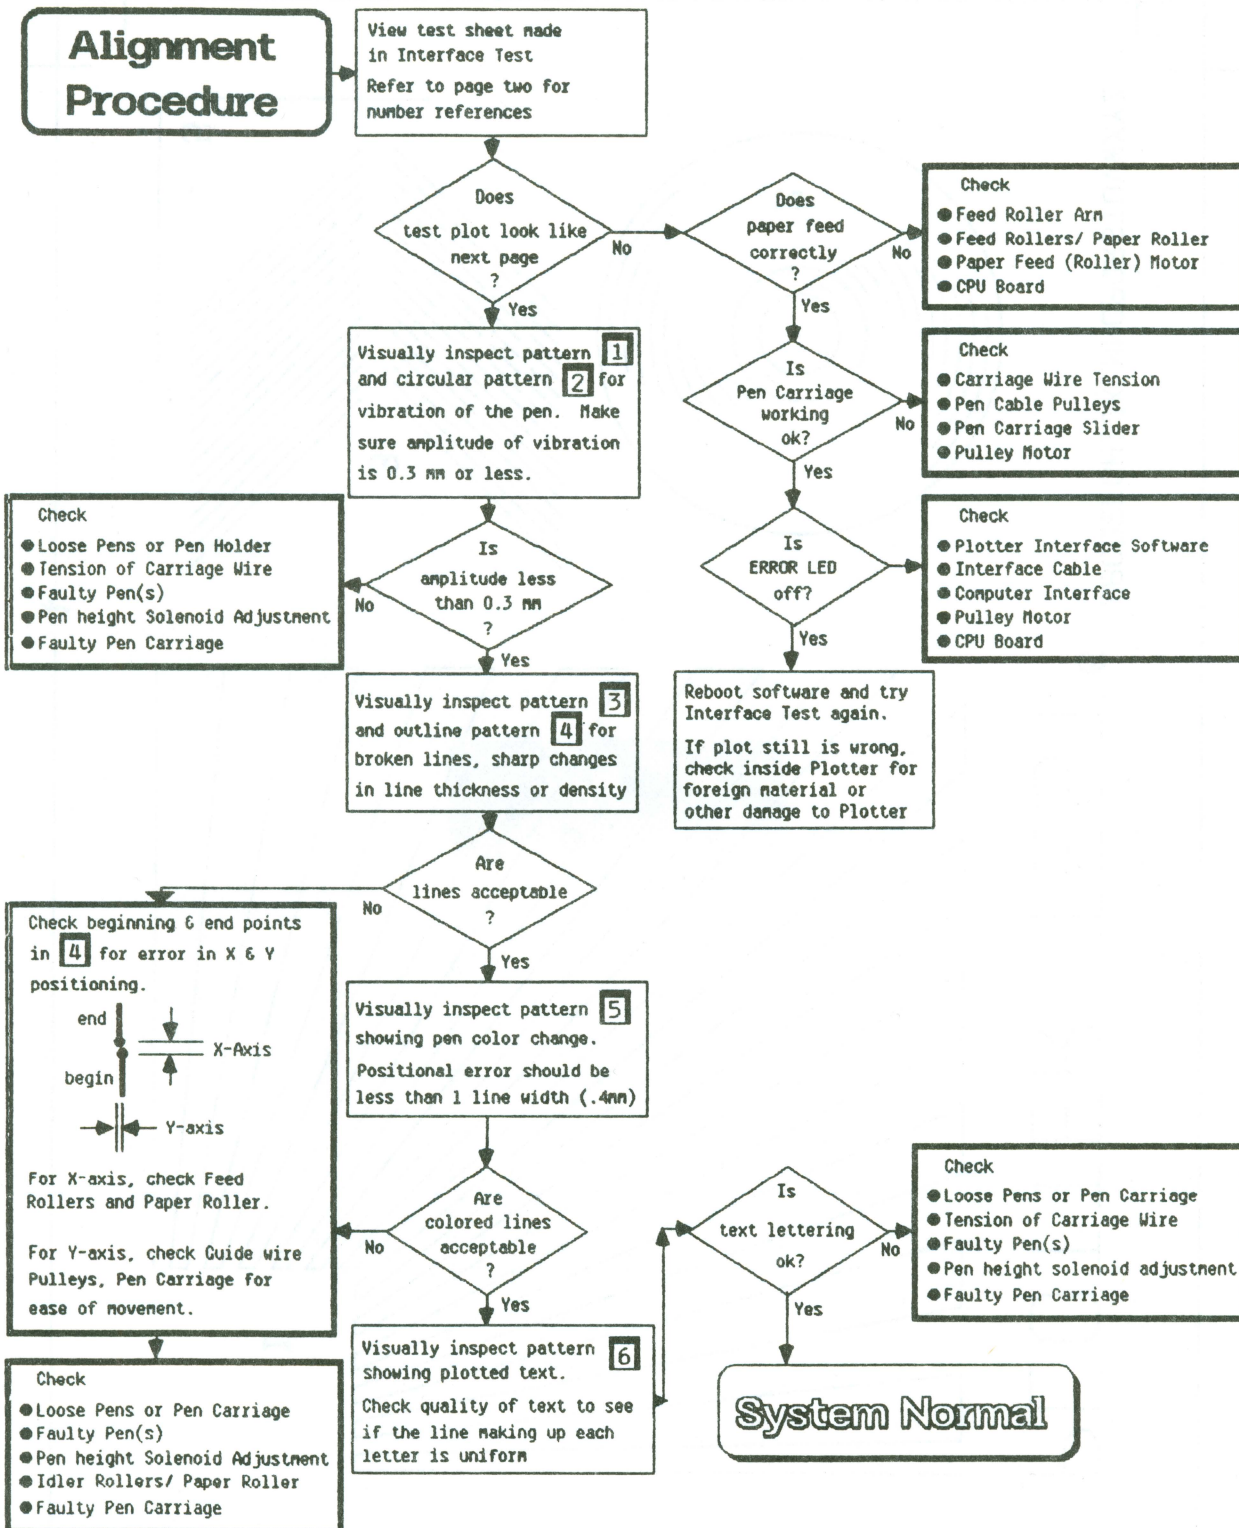 Alignment
Procedure
View test sheet made
in Interface Test
Refer to page two for
number references
Does
test plot look like
next page
?
No
Yes
Does
paper feed
correctly
?
No
Yes
Check
● Feed Roller Arm
● Feed Rollers/ Paper Roller
● Paper Feed (Roller) Motor
● CPU Board
Visually inspect pattern 1
and circular pattern 2 for
vibration of the pen. Make
sure amplitude of vibration
is 0.3 mm or less.
Is
Pen Carriage
working
ok?
No
Yes
Check
● Carriage Wire Tension
● Pen Cable Pulleys
● Pen Carriage Slider
● Pulley Motor
Check
● Loose Pens or Pen Holder
● Tension of Carriage Wire
● Faulty Pen(s)
● Pen height Solenoid Adjustment
● Faulty Pen Carriage
Is
amplitude less
than 0.3 mm
?
No
Yes
Is
ERROR LED
off?
Yes
Check
● Plotter Interface Software
● Interface Cable
● Computer Interface
● Pulley Motor
● CPU Board
Visually inspect pattern 3
and outline pattern 4 for
broken lines, sharp changes
in line thickness or density
Reboot software and try
Interface Test again.
If plot still is wrong,
check inside Plotter for
foreign material or
other damage to Plotter
Are
lines acceptable
?
No
Yes
Check beginning & end points
in 4 for error in X & Y
positioning.
end
X-Axis
begin
Y-axis
For X-axis, check Feed
Rollers and Paper Roller.
For Y-axis, check Guide wire
Pulleys, Pen Carriage for
ease of movement.
Visually inspect pattern 5
showing pen color change.
Positional error should be
less than 1 line width (.4mm)
Are
colored lines
acceptable
?
No
Yes
Is
text lettering
ok?
No
Yes
Check
● Loose Pens or Pen Carriage
● Tension of Carriage Wire
● Faulty Pen(s)
● Pen height solenoid adjustment
● Faulty Pen Carriage
Check
● Loose Pens or Pen Carriage
● Faulty Pen(s)
● Pen height Solenoid Adjustment
● Idler Rollers/ Paper Roller
● Faulty Pen Carriage
Visually inspect pattern 6
showing plotted text.
Check quality of text to see
if the line making up each
letter is uniform
System Normal